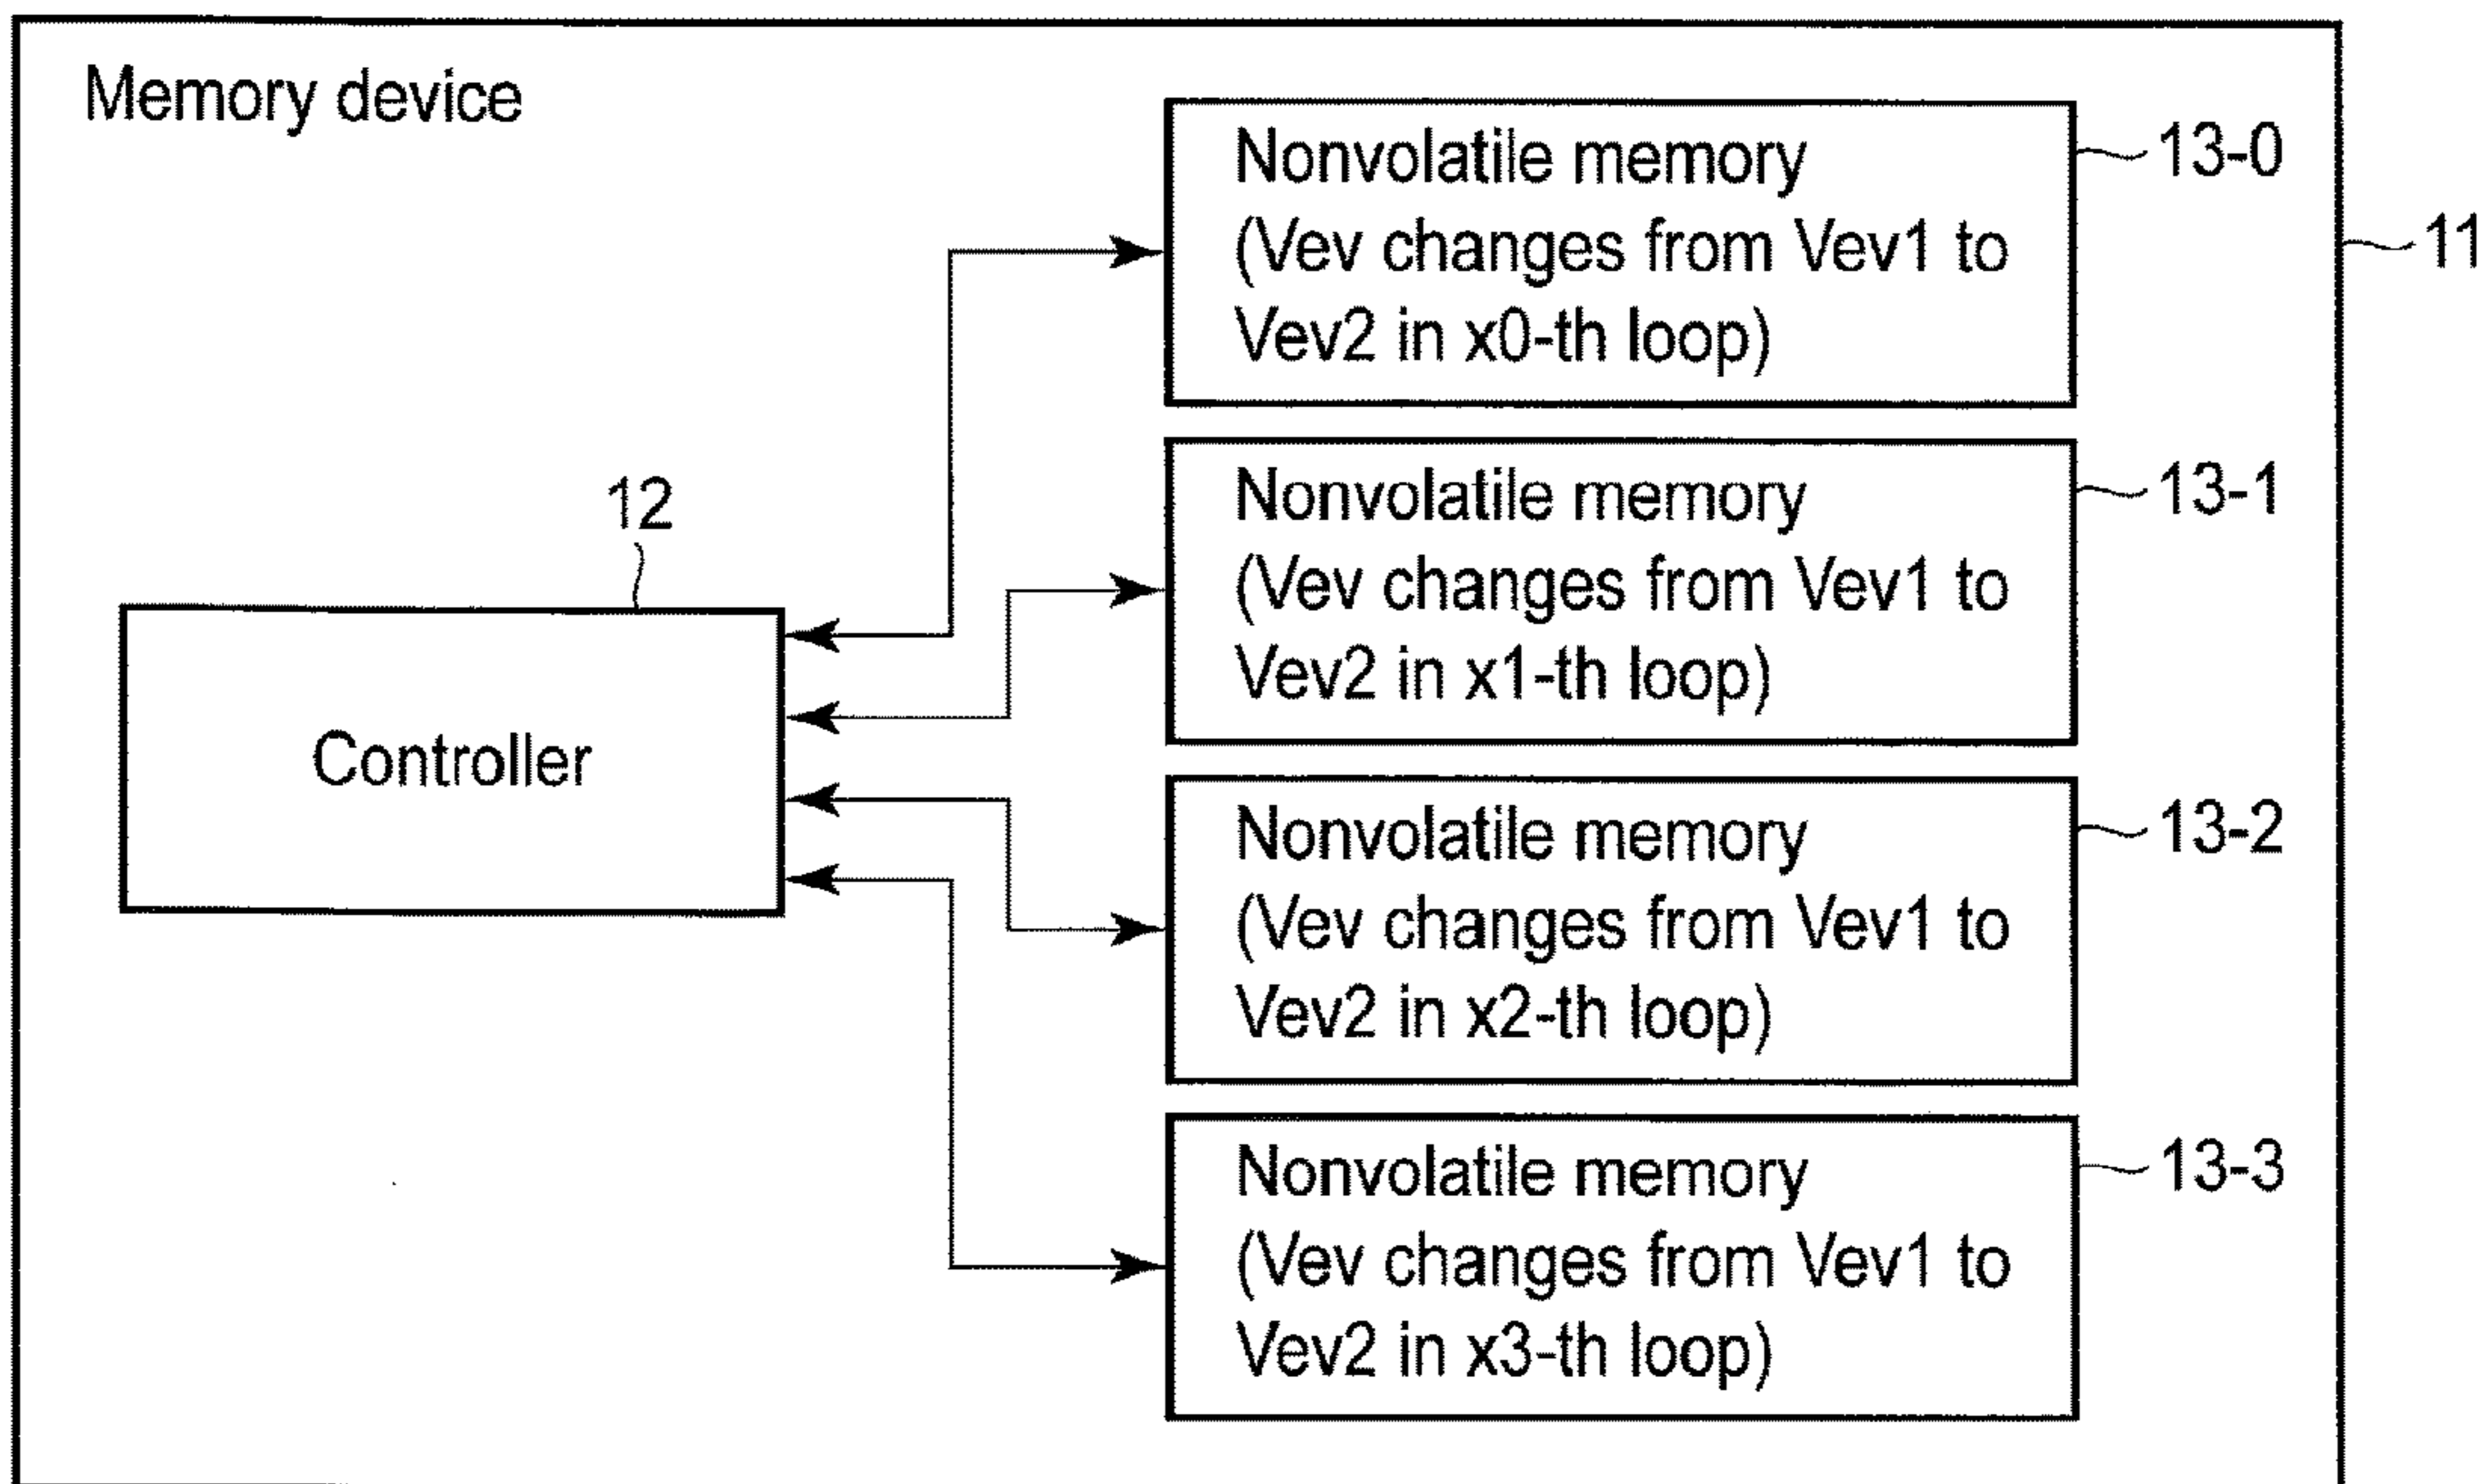 Memory device
Nonvolatile memory
(Vev changes from Vev1 to
Vev2 in x0-th loop)
13-0
11
Nonvolatile memory
(Vev changes from Vev1 to
Vev2 in x1-th loop)
13-1
12
Controller
Nonvolatile memory
(Vev changes from Vev1 to
Vev2 in x2-th loop)
13-2
Nonvolatile memory
(Vev changes from Vev1 to
Vev2 in x3-th loop)
13-3